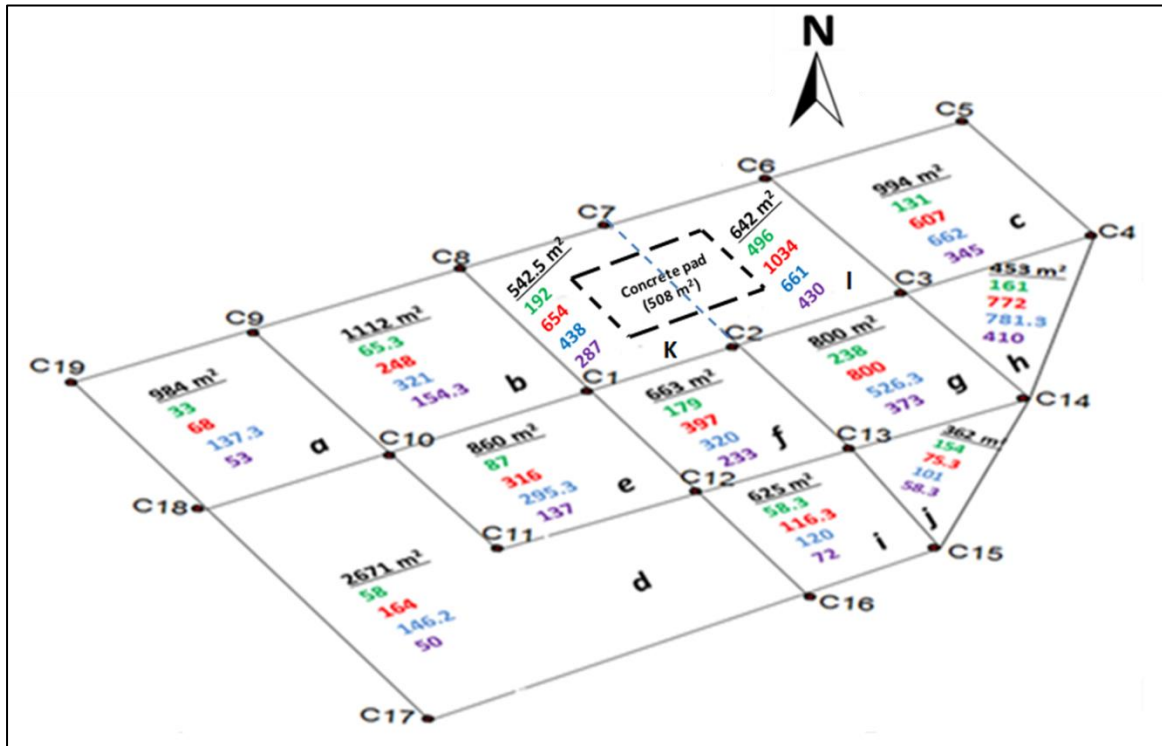 N
C5
C6
994 m²
131
607
662
345
c
C4
C7
642 m²
496
1034
661
430
l
C8
542.5 m²
192
654
438
287
Concrete pad
(508 m²)
K
C3
453 m²
161
772
781.3
410
h
C9
1112 m²
65.3
248
321
154.3
b
C2
800 m²
238
800
526.3
373
g
C19
984 m²
33
68
137.3
53
a
C1
663 m²
179
397
320
233
f
C14
C10
860 m²
87
316
295.3
137
e
C13
362 m²
154
75.3
101
58.3
j
C18
C12
625 m²
58.3
116.3
120
72
i
C11
C15
2671 m²
58
164
146.2
50
d
C16
C17